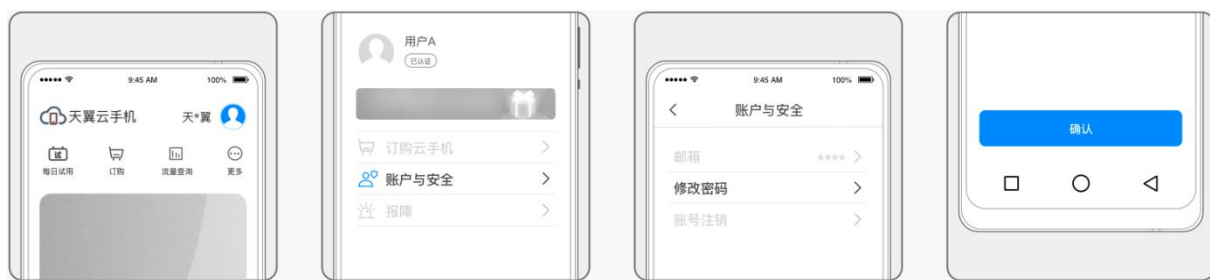 9:45 AM
100%
天翼云手机
天*翼
试
每日试用
订购
流量查询
更多
用户A
已认证
订购云手机
账户与安全
报障
9:45 AM
100%
账户与安全
邮箱
****
修改密码
账号注销
确认